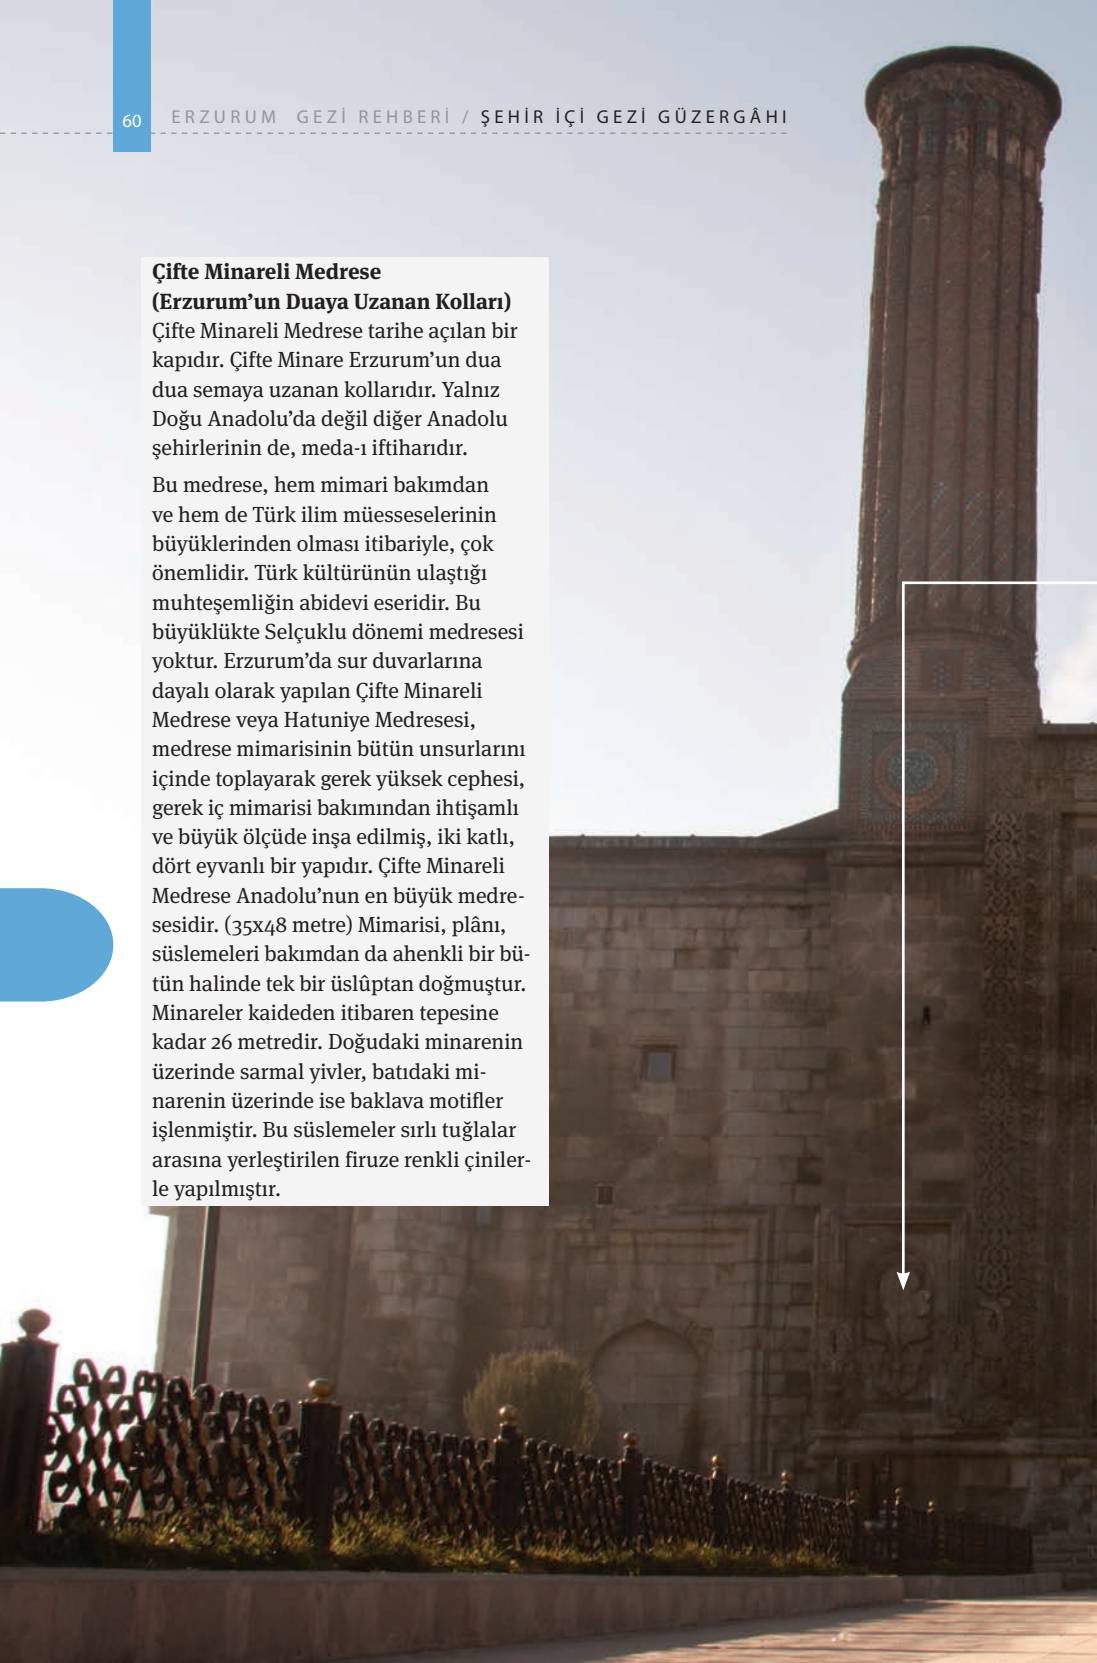 60
ERZURUM GEZİ REHBERİ / ŞEHİR İÇİ GEZİ GÜZERGÂHI
Çifte Minareli Medrese
(Erzurum’un Duaya Uzanan Kolları)
Çifte Minareli Medrese tarihe açılan bir
kapıdır. Çifte Minare Erzurum’un dua
dua semaya uzanan kollarıdır. Yalnız
Doğu Anadolu’da değil diğer Anadolu
şehirlerinin de, meda-ı iftiharıdır.
Bu medrese, hem mimari bakımdan
ve hem de Türk ilim müesseselerinin
büyüklerinden olması itibariyle, çok
önemlidir. Türk kültürünün ulaştığı
muhteşemliğin abidevi eseridir. Bu
büyüklükte Selçuklu dönemi medresesi
yoktur. Erzurum’da sur duvarlarına
dayalı olarak yapılan Çifte Minareli
Medrese veya Hatuniye Medresesi,
medrese mimarisinin bütün unsurlarını
içinde toplayarak gerek yüksek cephesi,
gerek iç mimarisi bakımından ihtişamlı
ve büyük ölçüde inşa edilmiş, iki katlı,
dört eyvanlı bir yapıdır. Çifte Minareli
Medrese Anadolu’nun en büyük medre-
sesidir. (35x48 metre) Mimarisi, plânı,
süslemeleri bakımdan da ahenkli bir bü-
tün halinde tek bir üslûptan doğmuştur.
Minareler kaideden itibaren tepesine
kadar 26 metredir. Doğudaki minarenin
üzerinde sarmal yivler, batıdaki mi-
narenin üzerinde ise baklava motifler
işlenmiştir. Bu süslemeler sırlı tuğlalar
arasına yerleştirilen firuze renkli çiniler-
le yapılmıştır.